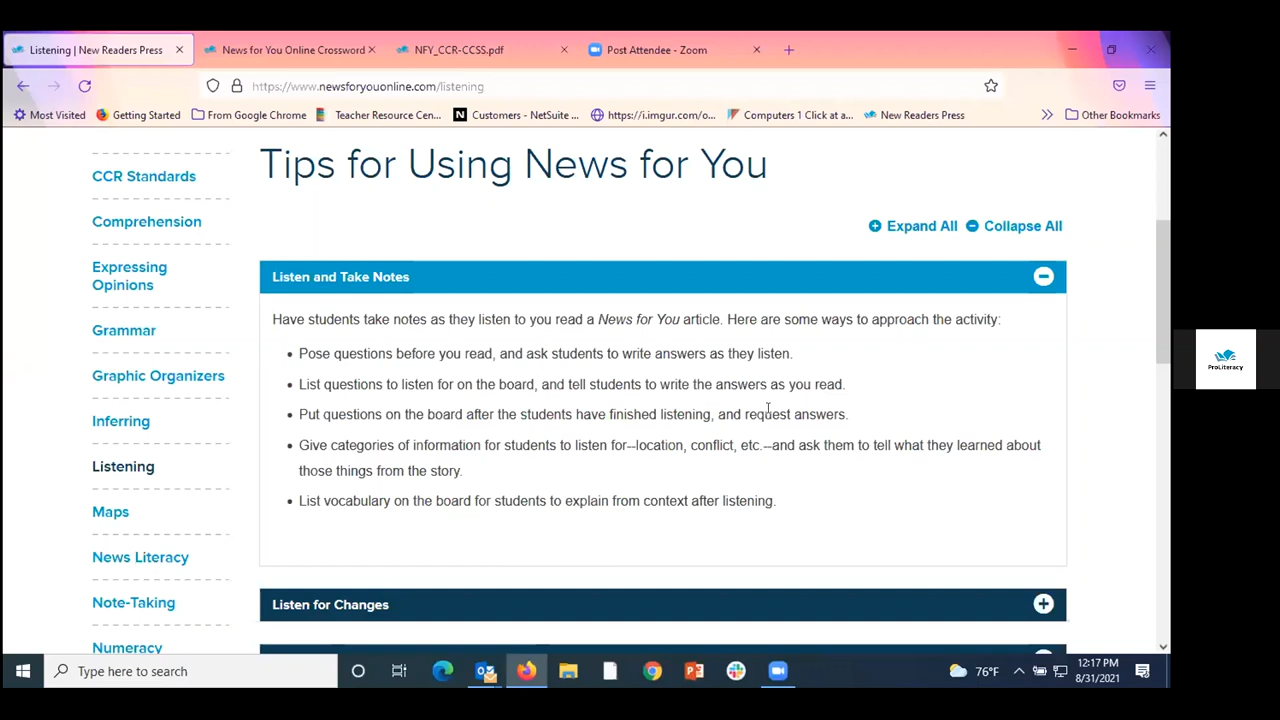 Listening | New Readers Press
News for You Online Crossword
NFY_CCR-CCSS.pdf
Post Attendee - Zoom
https://www.newsforyouonline.com/listening
Most Visited
Getting Started
From Google Chrome
Teacher Resource Cen...
Customers - NetSuite ...
https://i.imgur.com/o...
Computers 1 Click at a...
New Readers Press
Other Bookmarks
Tips for Using News for You
CCR Standards
Comprehension
Expressing
Opinions
Grammar
Graphic Organizers
Inferring
Listening
Maps
News Literacy
Note-Taking
Numeracy
Expand All
Collapse All
Listen and Take Notes
Have students take notes as they listen to you read a News for You article. Here are some ways to approach the activity:
• Pose questions before you read, and ask students to write answers as they listen.
• List questions to listen for on the board, and tell students to write the answers as you read.
• Put questions on the board after the students have finished listening, and request answers.
• Give categories of information for students to listen for--location, conflict, etc.--and ask them to tell what they learned about
those things from the story.
• List vocabulary on the board for students to explain from context after listening.
Listen for Changes
ProLiteracy
Type here to search
76°F
12:17 PM
8/31/2021